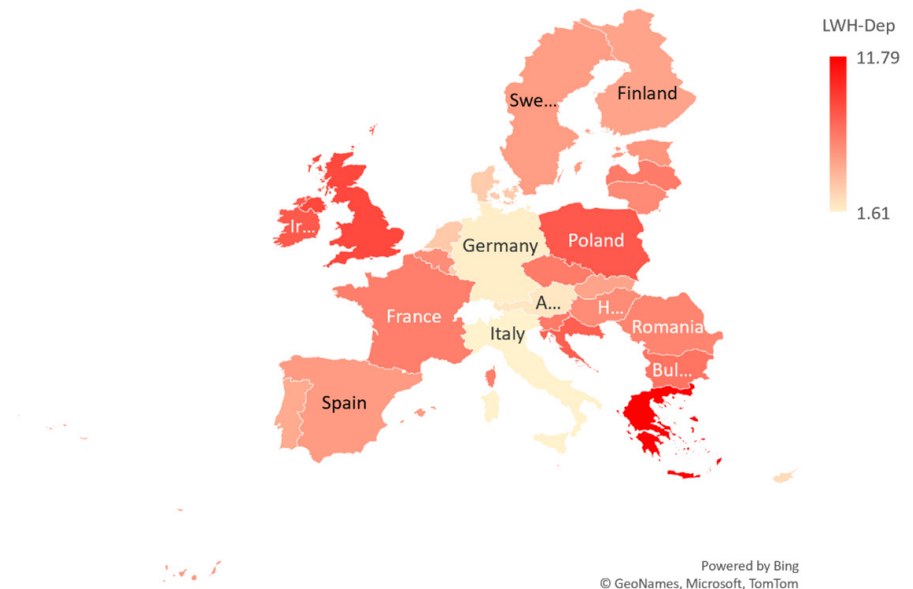 LWH-Dep
11.79
1.61
Swe...
Finland
Ir...
Germany
Poland
A...
France
H...
Italy
Romania
Bul...
Spain
Powered by Bing
© GeoNames, Microsoft, TomTom